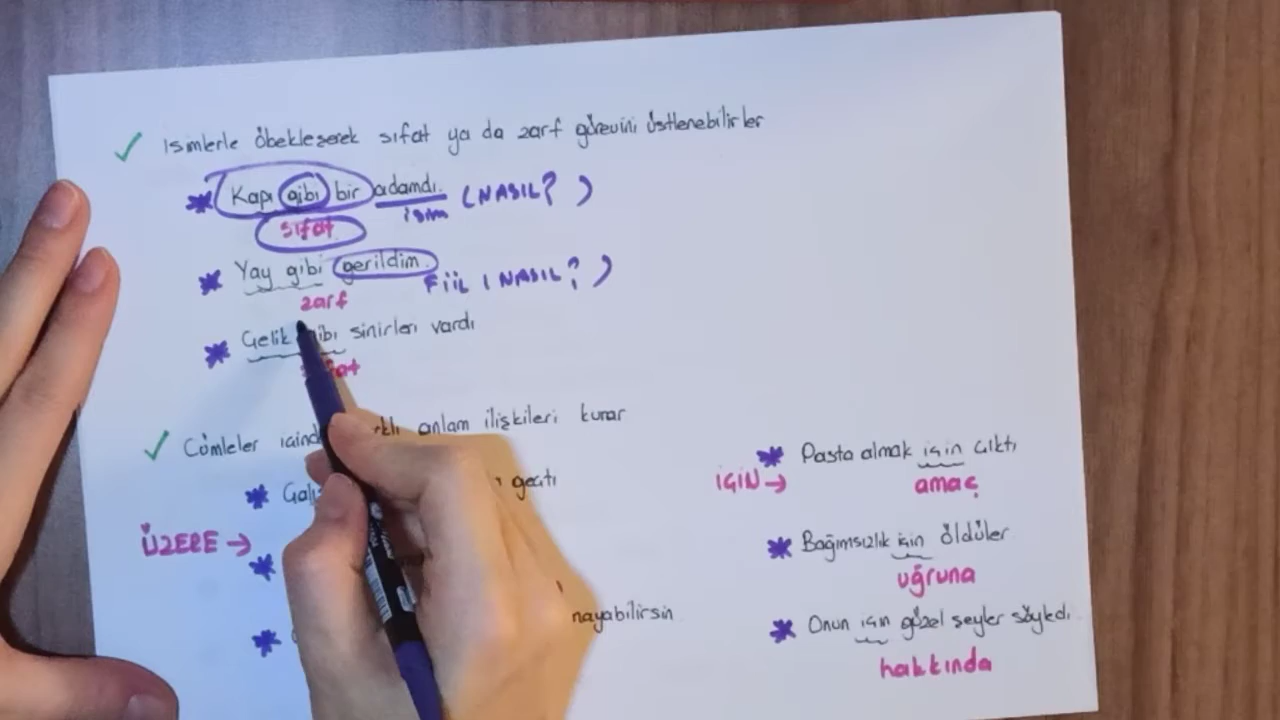 İsimlerle öbekleşerek sıfat ya da zarf görevini üstlenebilirler
Kapı gibi bir adamdı. (NASIL? )
sıfat isim
Yay gibi gerildim. FİİL (NASIL? )
zarf
Çelik gibi sinirleri vardı
Cümleler anlam ilişkileri kurar
geçti
ÜZERE →
nayabilirsin
Pasta almak için çıktı
İÇİN → amaç
Bağımsızlık için öldüler
uğruna
Onun için güzel şeyler söyledi
hakkında